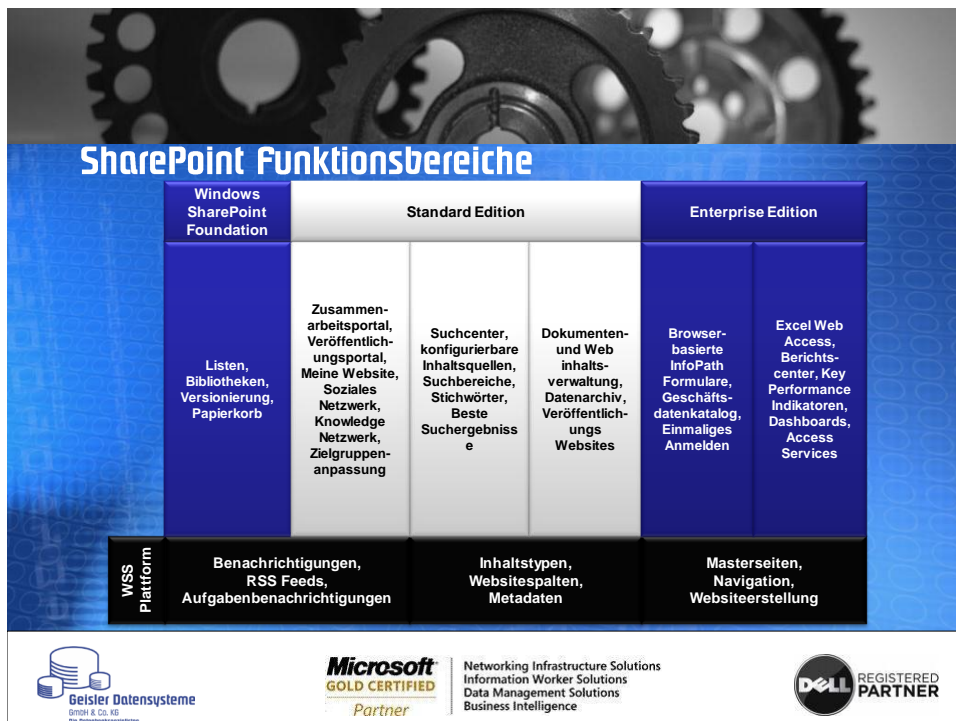 SharePoint Funktionsbereiche
Windows
SharePoint
Foundation
Standard Edition
Enterprise Edition
Listen,
Bibliotheken,
Versionierung,
Papierkorb
Zusammen-
arbeitsportal,
Veröffentlich-
ungsportal,
Meine Website,
Soziales
Netzwerk,
Knowledge
Netzwerk,
Zielgruppen-
anpassung
Suchcenter,
konfigurierbare
Inhaltsquellen,
Suchbereiche,
Stichwörter,
Beste
Suchergebniss
e
Dokumenten-
und Web
inhalts-
verwaltung,
Datenarchiv,
Veröffentlich-
ungs
Websites
Browser-
basierte
InfoPath
Formulare,
Geschäfts-
datenkatalog,
Einmaliges
Anmelden
Excel Web
Access,
Berichts-
center, Key
Performance
Indikatoren,
Dashboards,
Access
Services
WSS
Plattform
Benachrichtigungen,
RSS Feeds,
Aufgabenbenachrichtigungen
Inhaltstypen,
Websitespalten,
Metadaten
Masterseiten,
Navigation,
Websiteerstellung
Geisler Datensysteme
GmbH & Co. KG
Die Datenbankspezialisten
Microsoft
GOLD CERTIFIED
Partner
Networking Infrastructure Solutions
Information Worker Solutions
Data Management Solutions
Business Intelligence
DELL
REGISTERED
PARTNER